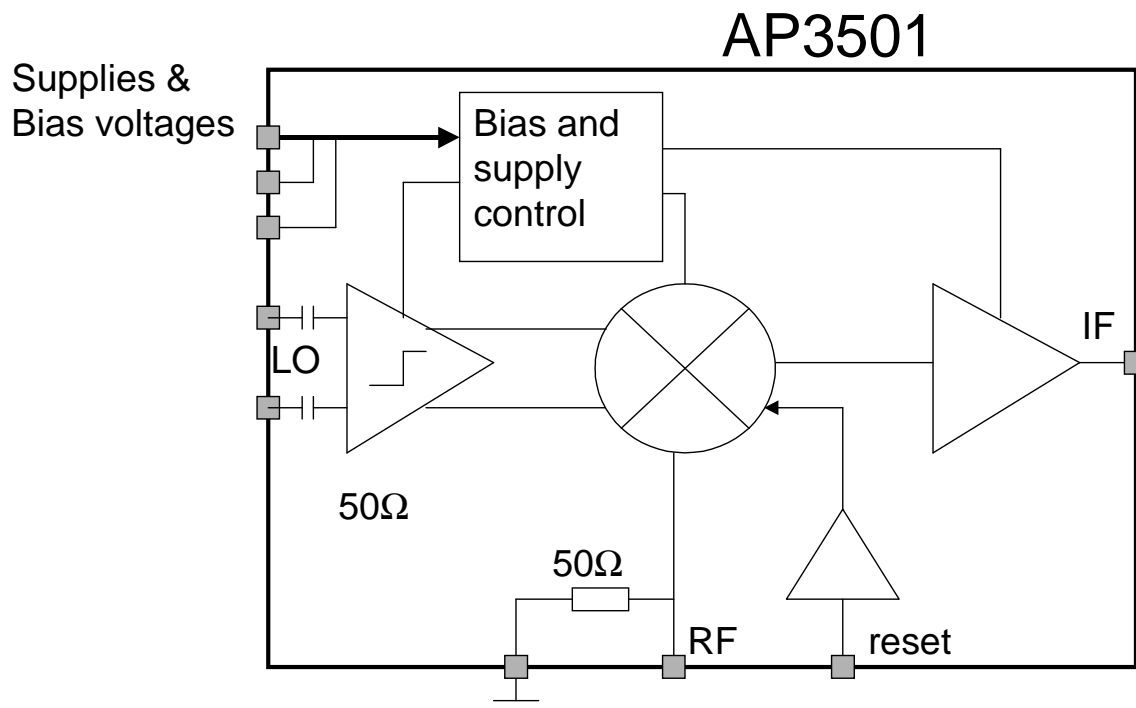 AP3501
Supplies &
Bias voltages
Bias and
supply
control
LO
IF
50Ω
50Ω
RF
reset